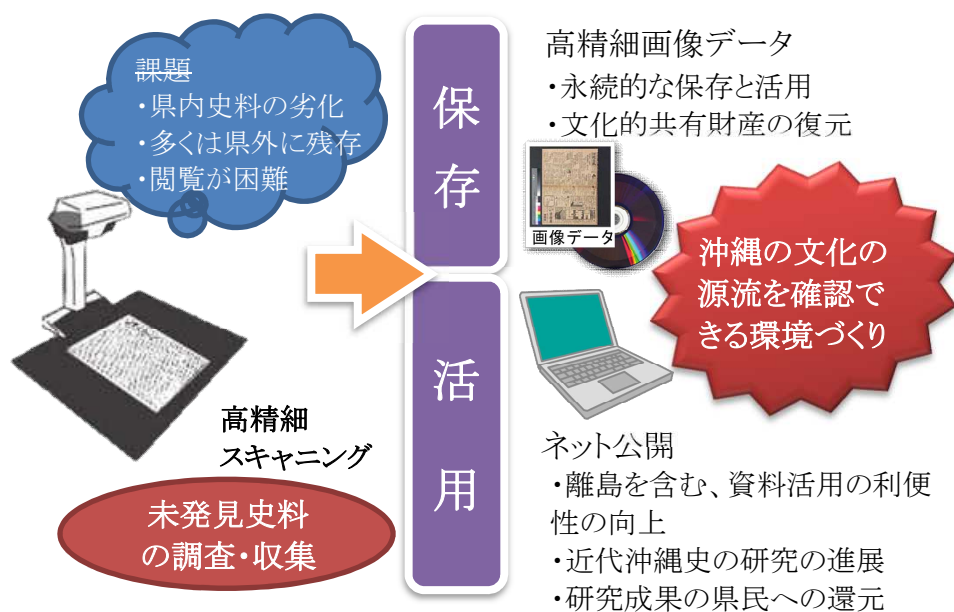 課題
・県内史料の劣化
・多くは県外に残存
・閲覧が困難
高精細
スキャニング
未発見史料
の調査・収集
保
存
活
用
高精細画像データ
・永続的な保存と活用
・文化的共有財産の復元
画像データ
沖縄の文化の
源流を確認で
きる環境づくり
ネット公開
・離島を含む、資料活用の利便
性の向上
・近代沖縄史の研究の進展
・研究成果の県民への還元